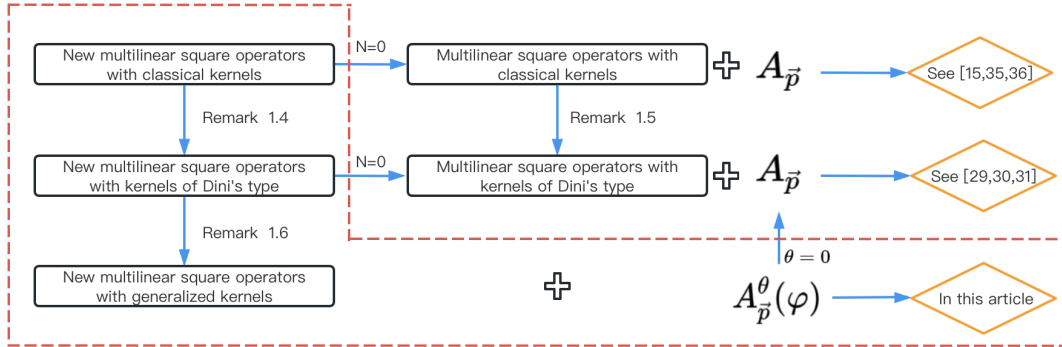 New multilinear square operators
with classical kernels
N=0
Multilinear square operators with
classical kernels
+ $A_{\vec{p}}$
See [15,35,36]
Remark 1.4
Remark 1.5
New multilinear square operators
with kernels of Dini's type
N=0
Multilinear square operators with
kernels of Dini's type
+ $A_{\vec{p}}$
See [29,30,31]
Remark 1.6
$\theta = 0$
New multilinear square operators
with generalized kernels
+
$A_{\vec{p}}^{\theta}(\varphi)$
In this article